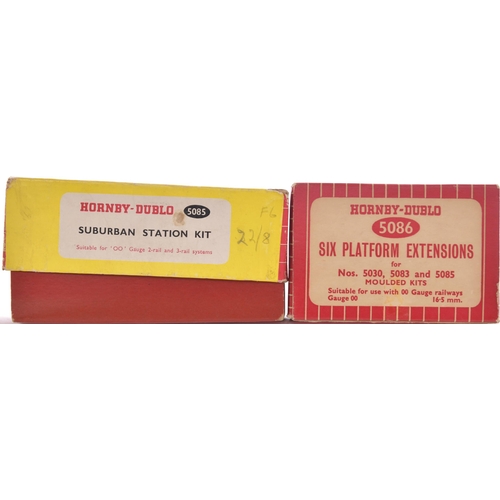 HORNBY-DUBLO 5085
SUBURBAN STATION KIT
Suitable for "OO" Gauge 2-rail and 3-rail systems
F6
22/8
HORNBY-DUBLO
5086
SIX PLATFORM EXTENSIONS
for
Nos. 5030, 5083 and 5085
MOULDED KITS
Suitable for use with 00 Gauge railways
Gauge 00 16·5 mm.